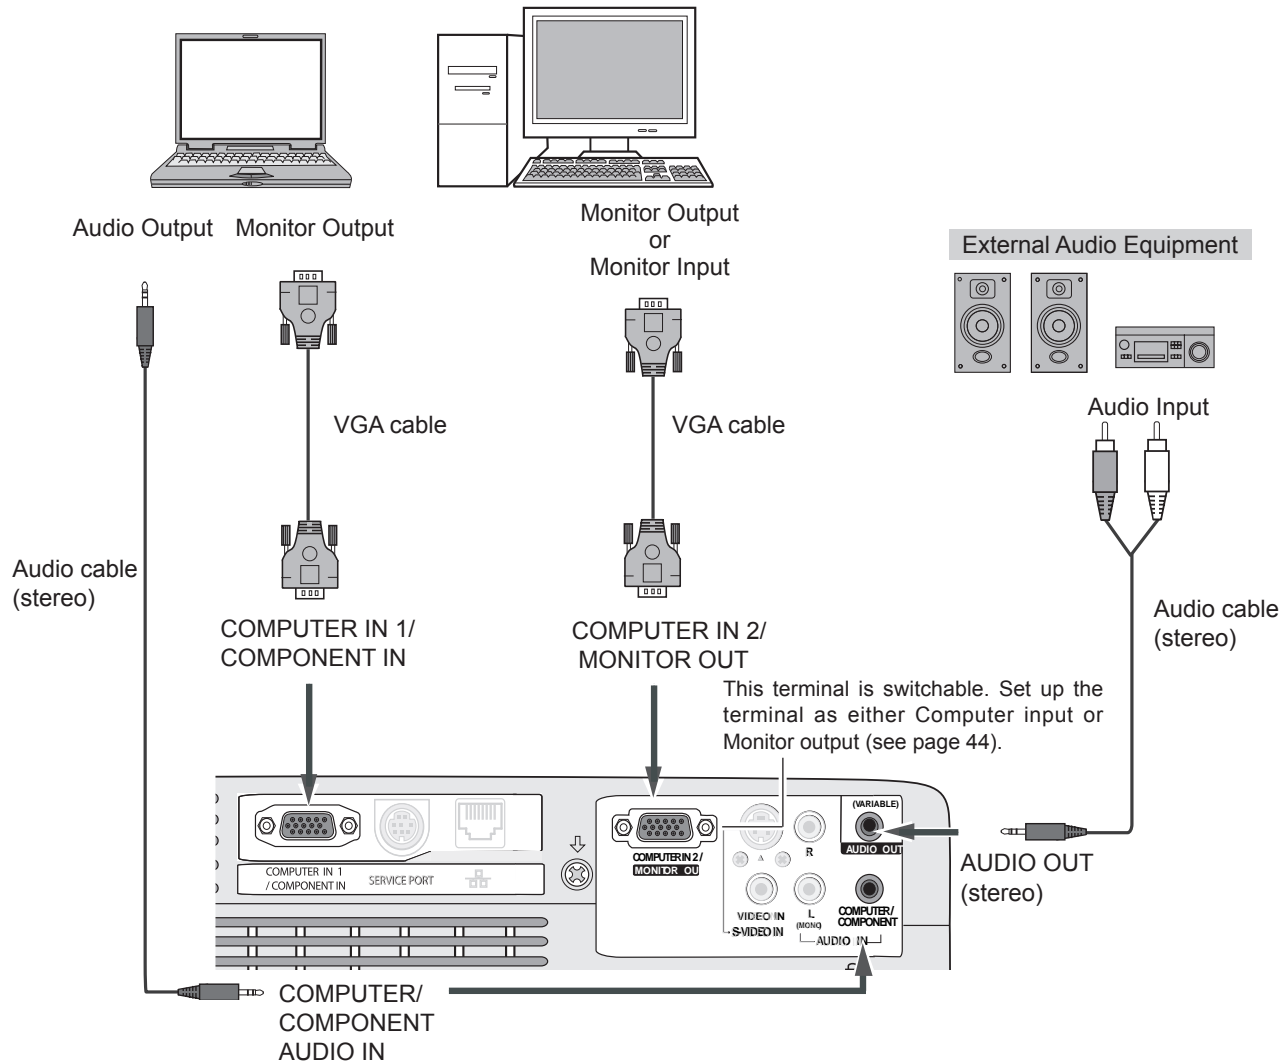 Audio Output
Monitor Output
Monitor Output
or
Monitor Input
External Audio Equipment
Audio Input
VGA cable
VGA cable
Audio cable
(stereo)
Audio cable
(stereo)
COMPUTER IN 1/
COMPONENT IN
COMPUTER IN 2/
MONITOR OUT
This terminal is switchable. Set up the
terminal as either Computer input or
Monitor output (see page 44).
(VARIABLE)
AUDIO OUT
R
COMPUTER IN 2 /
MONITOR OU
COMPUTER IN 1
/ COMPONENT IN
SERVICE PORT
VIDEO IN
S-VIDEO IN
L
(MONO)
COMPUTER/
COMPONENT
AUDIO IN
AUDIO OUT
(stereo)
COMPUTER/
COMPONENT
AUDIO IN